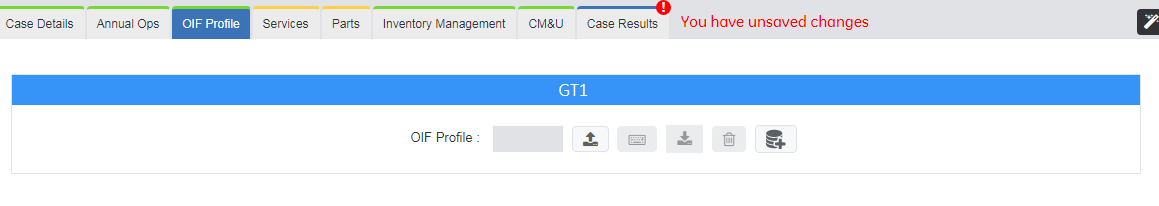 Case Details Annual Ops OIF Profile Services Parts Inventory Management CM&U Case Results ! You have unsaved changes
GT1
OIF Profile :